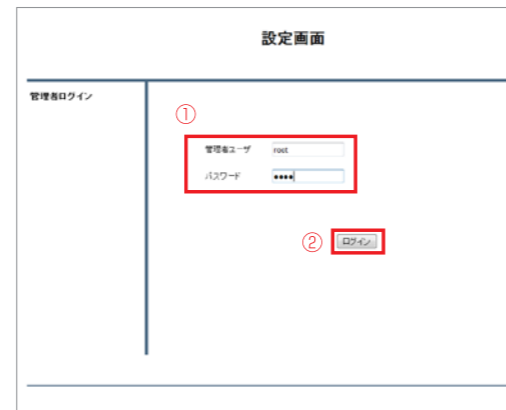 設定画面
管理者ログイン
①
管理者ユーザ root
パスワード ●●●●
② ログイン